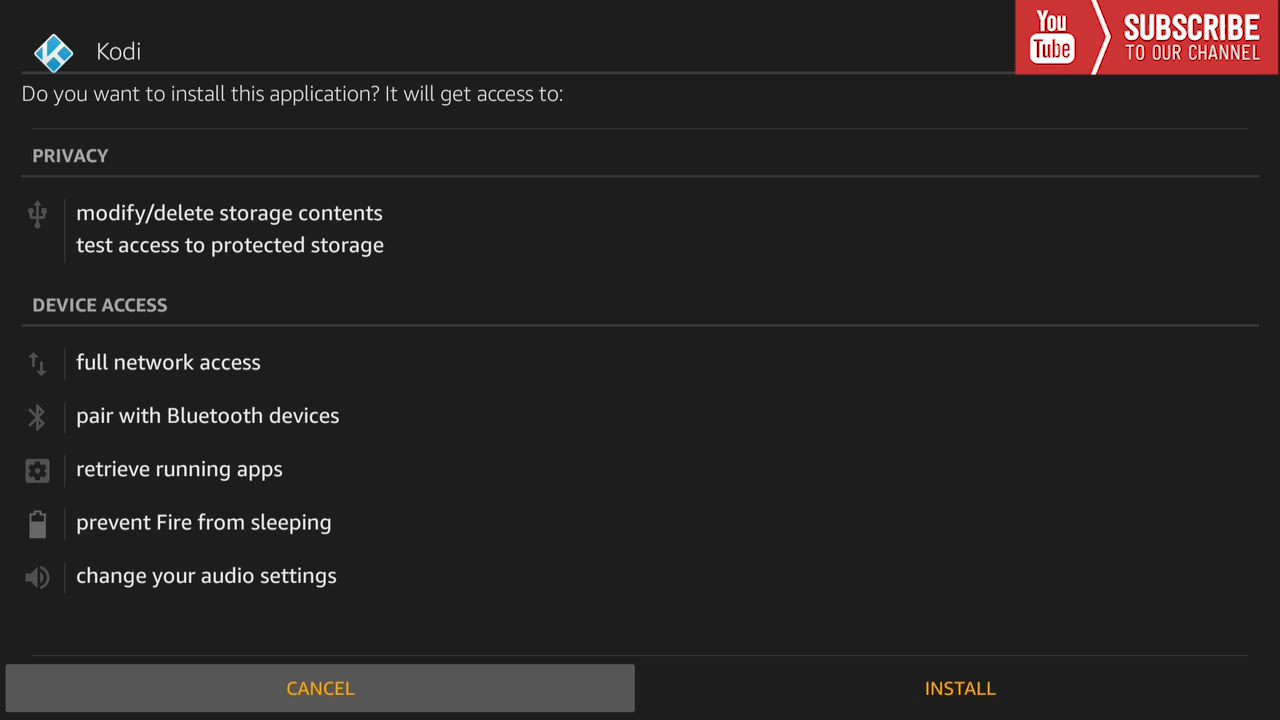 Kodi
You
Tube
SUBSCRIBE
TO OUR CHANNEL
Do you want to install this application? It will get access to:
PRIVACY
modify/delete storage contents
test access to protected storage
DEVICE ACCESS
full network access
pair with Bluetooth devices
retrieve running apps
prevent Fire from sleeping
change your audio settings
CANCEL
INSTALL